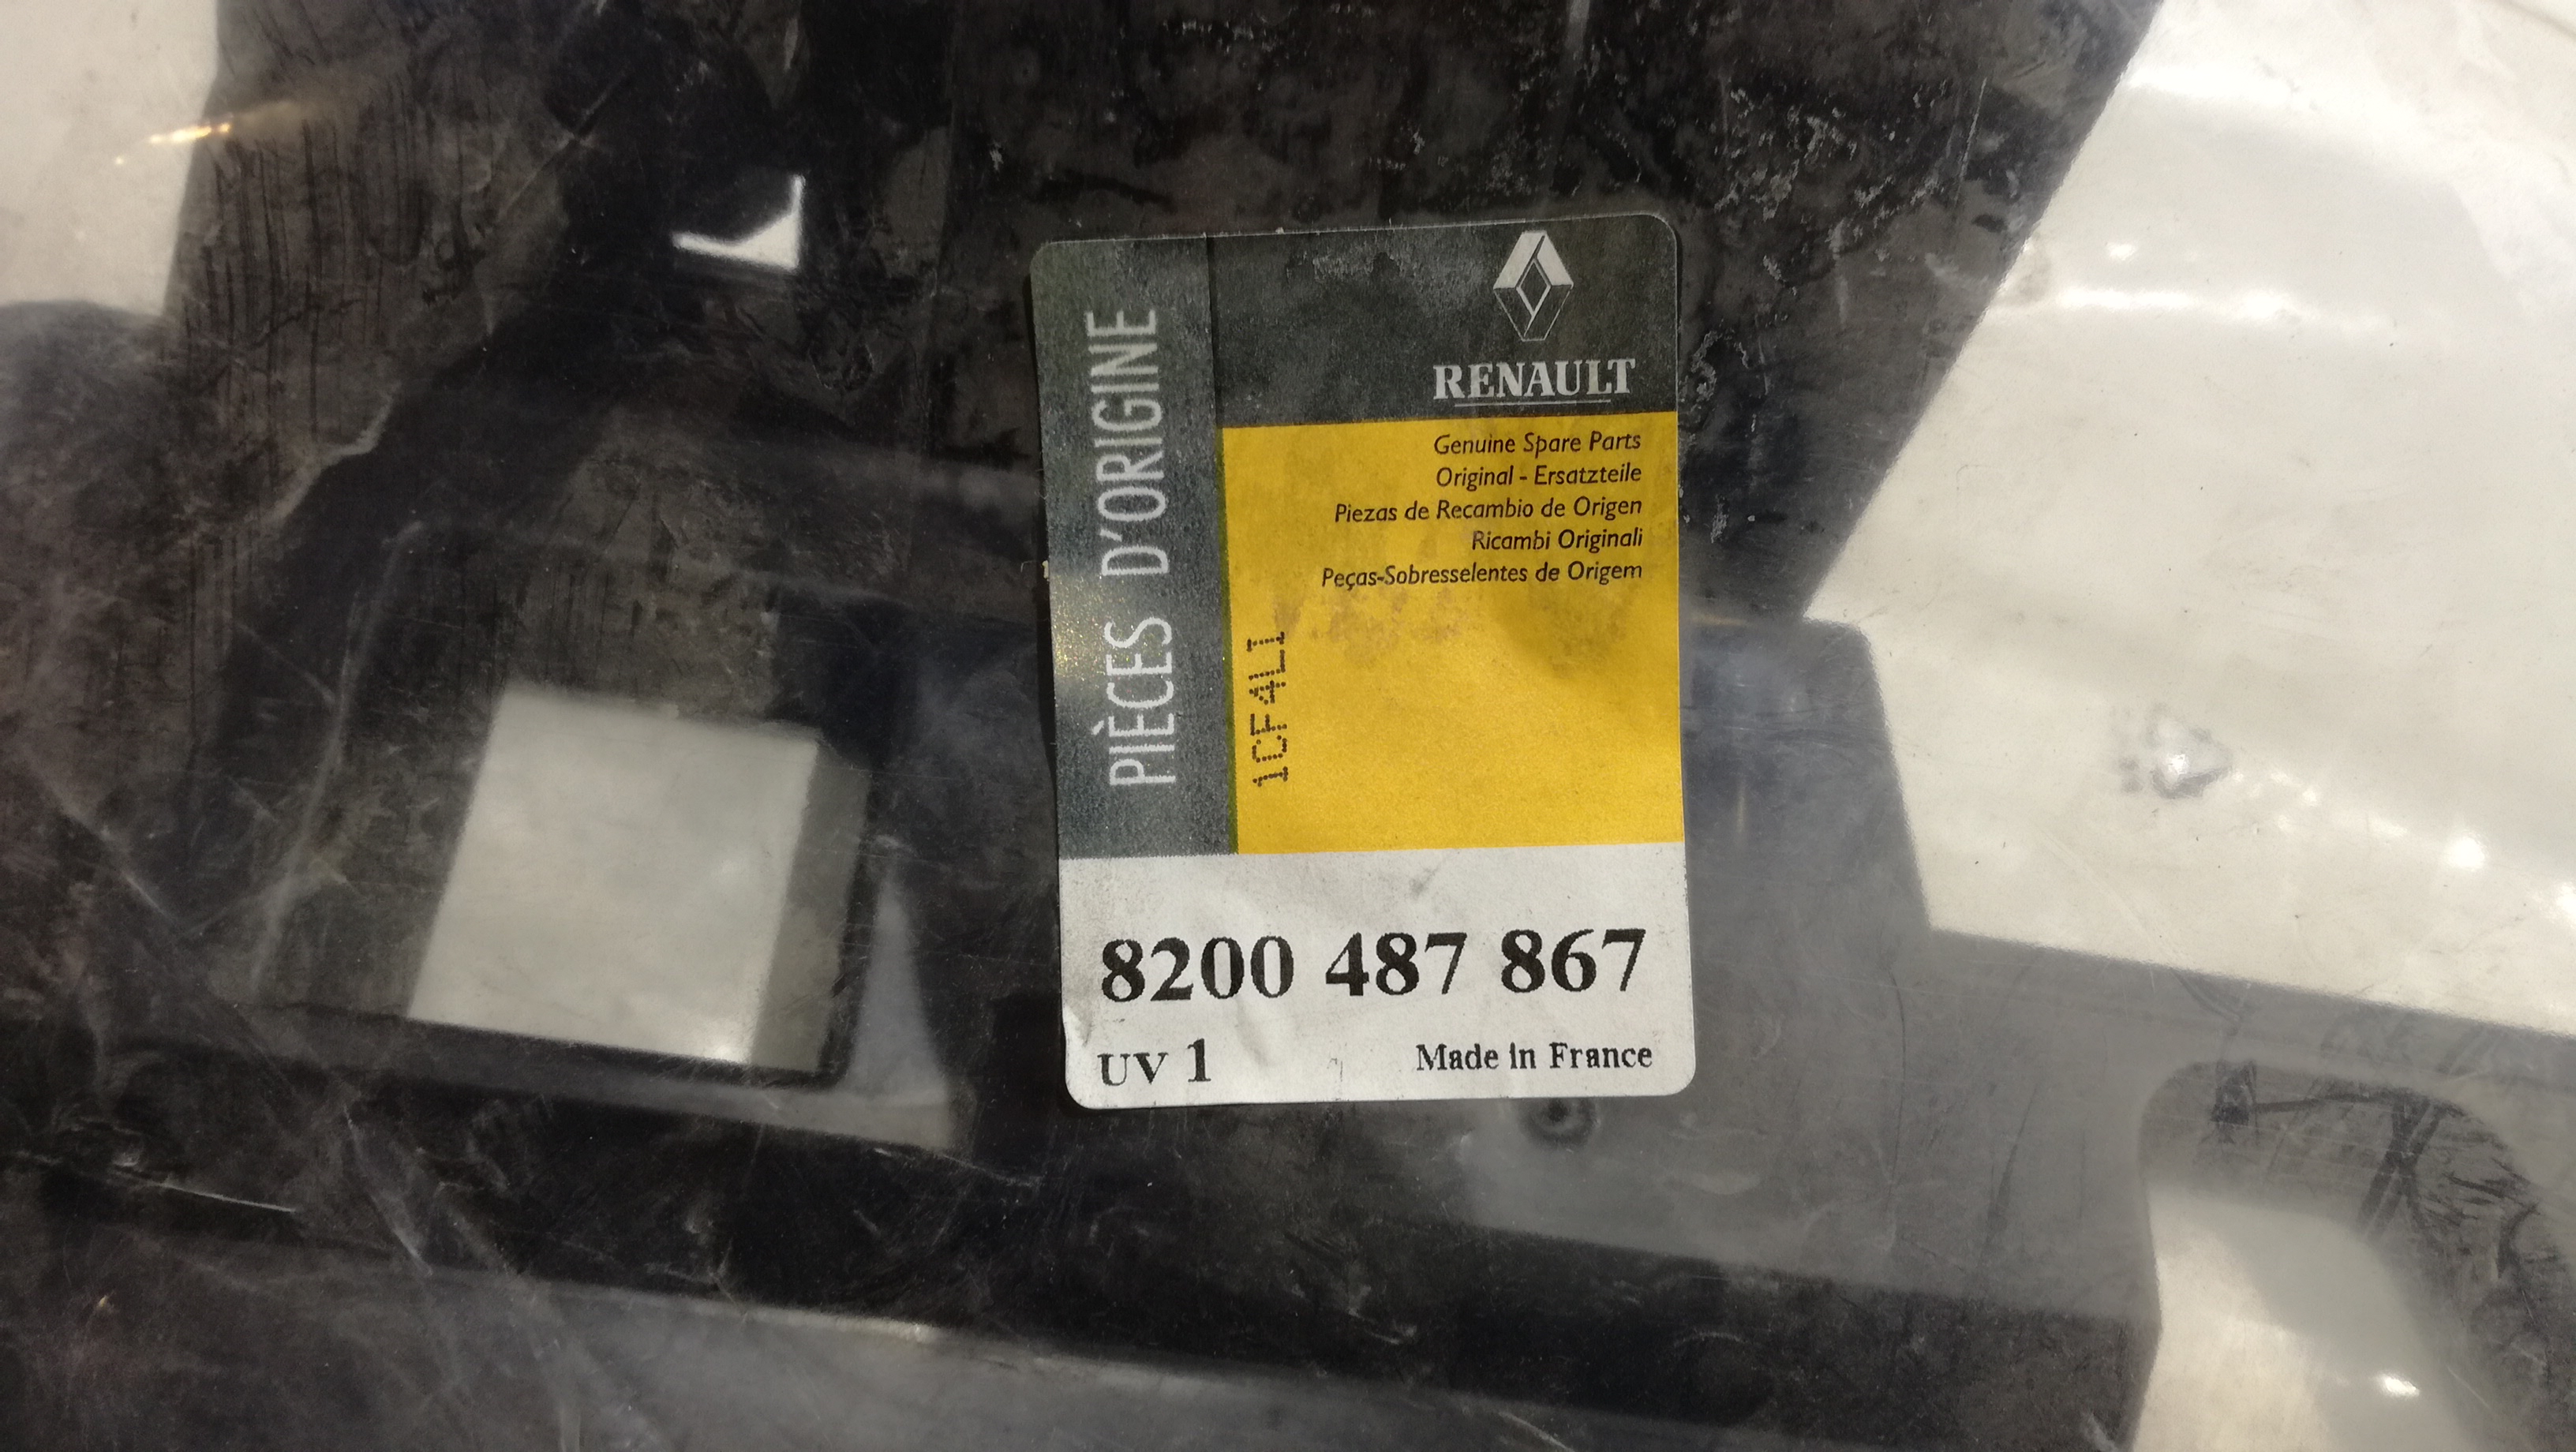 PIÈCES D'ORIGINE
RENAULT
Genuine Spare Parts
Original - Ersatzteile
Piezas de Recambio de Origen
Ricambi Originali
Peças-Sobresselentes de Origem
1CF4LI
8200 487 867
UV 1
Made in France